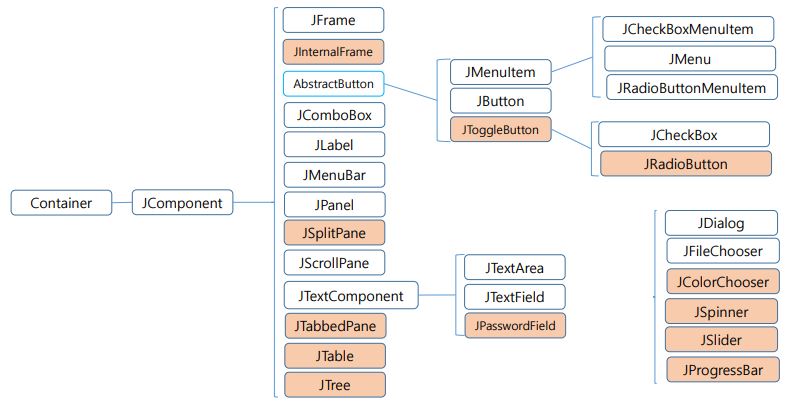 Container
JComponent
JFrame
JInternalFrame
AbstractButton
JComboBox
JLabel
JMenuBar
JPanel
JSplitPane
JScrollPane
JTextComponent
JTabbedPane
JTable
JTree
JMenuItem
JButton
JToggleButton
JCheckBoxMenuItem
JMenu
JRadioButtonMenuItem
JCheckBox
JRadioButton
JTextArea
JTextField
JPasswordField
JDialog
JFileChooser
JColorChooser
JSpinner
JSlider
JProgressBar